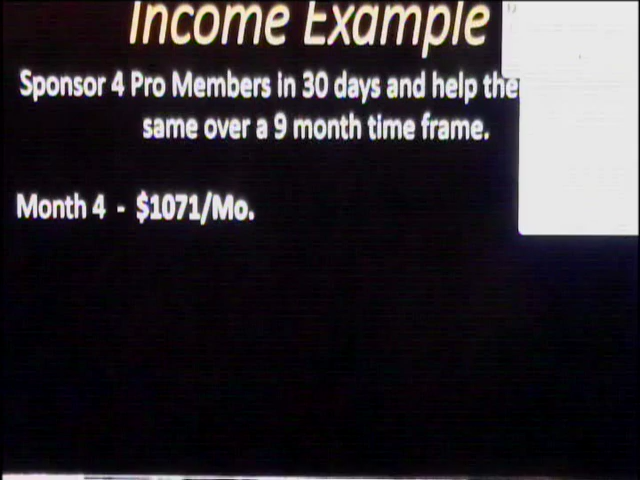 Income Example
Sponsor 4 Pro Members in 30 days and help the
same over a 9 month time frame.
Month 4 - $1071/Mo.